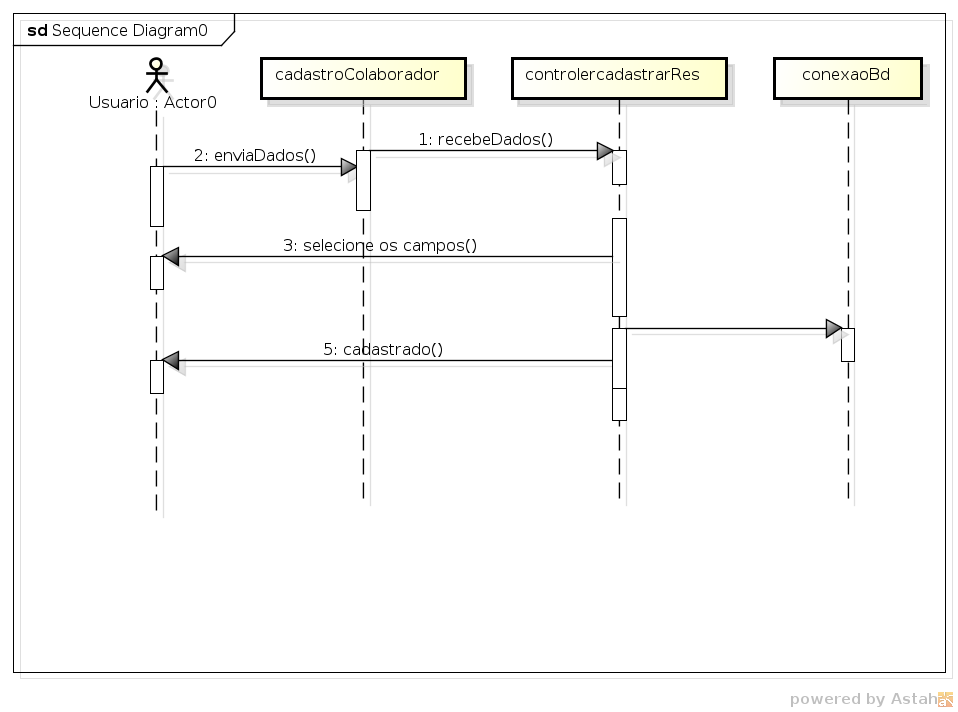 sd Sequence Diagram0
Usuario : Actor0
cadastroColaborador
controlercadastrarRes
conexaoBd
1: recebeDados()
2: enviaDados()
3: selecione os campos()
5: cadastrado()
powered by Astah